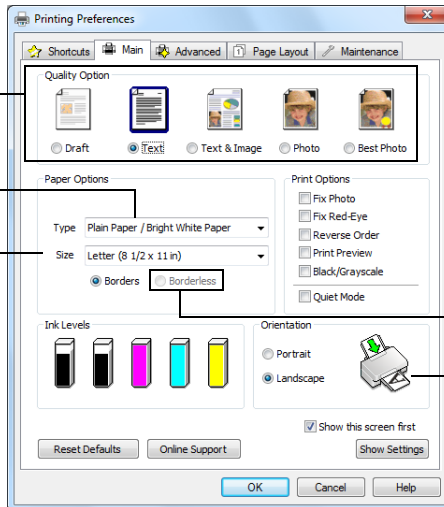 Printing Preferences
Shortcuts Main Advanced 1 Page Layout Maintenance
Quality Option
Draft Text Text & Image Photo Best Photo
Paper Options
Type Plain Paper / Bright White Paper
Size Letter (8 1/2 x 11 in)
Borders Borderless
Print Options
Fix Photo
Fix Red-Eye
Reverse Order
Print Preview
Black/Grayscale
Quiet Mode
Ink Levels
Orientation
Portrait
Landscape
Show this screen first
Reset Defaults Online Support Show Settings
OK Cancel Help